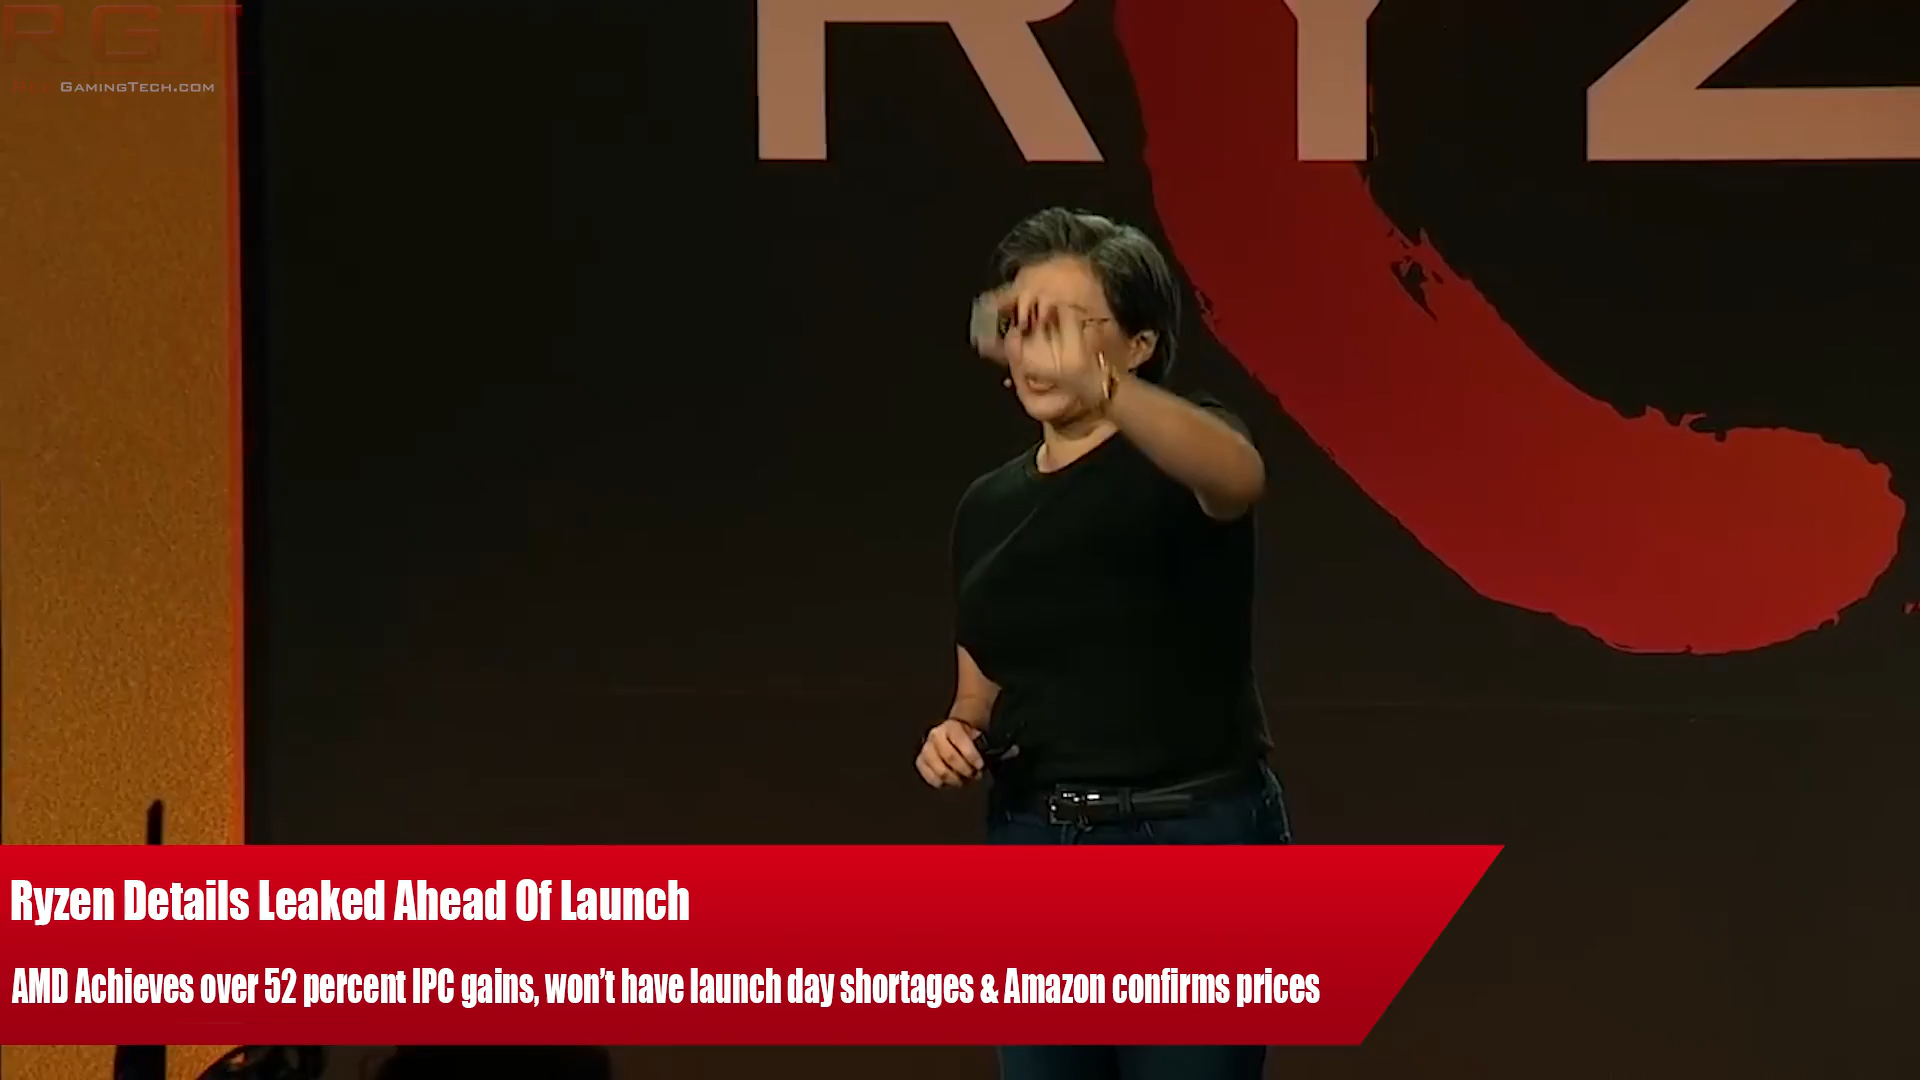 RGT
GamingTech.com
RYZ
Ryzen Details Leaked Ahead Of Launch
AMD Achieves over 52 percent IPC gains, won't have launch day shortages & Amazon confirms prices